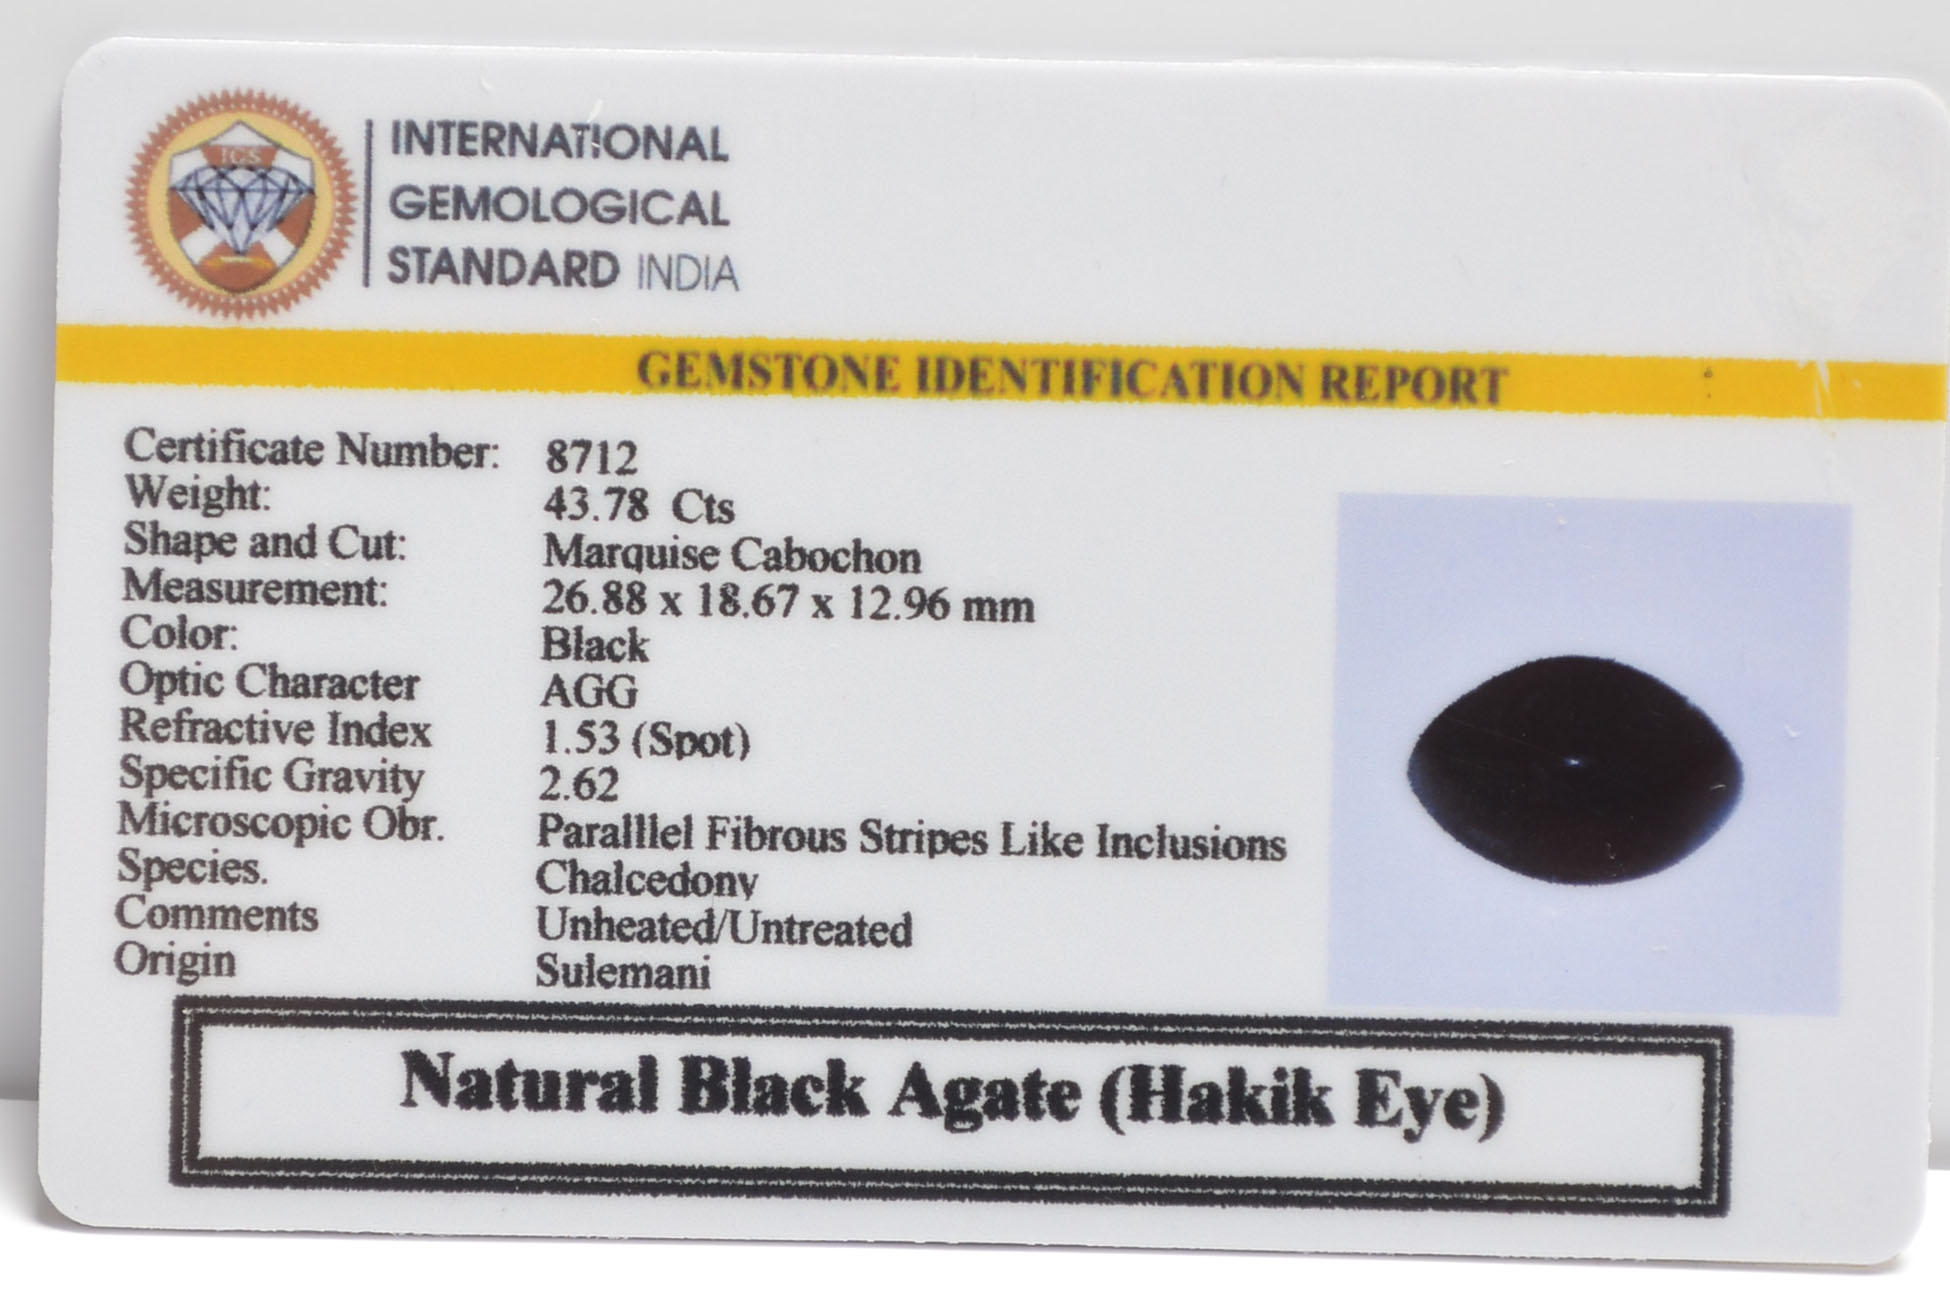 IGS
INTERNATIONAL
GEMOLOGICAL
STANDARD INDIA
GEMSTONE IDENTIFICATION REPORT
Certificate Number: 8712
Weight: 43.78 Cts
Shape and Cut: Marquise Cabochon
Measurement: 26.88 x 18.67 x 12.96 mm
Color: Black
Optic Character AGG
Refractive Index 1.53 (Spot)
Specific Gravity 2.62
Microscopic Obr. Paralllel Fibrous Stripes Like Inclusions
Species. Chalcedony
Comments Unheated/Untreated
Origin Sulemani
Natural Black Agate (Hakik Eye)